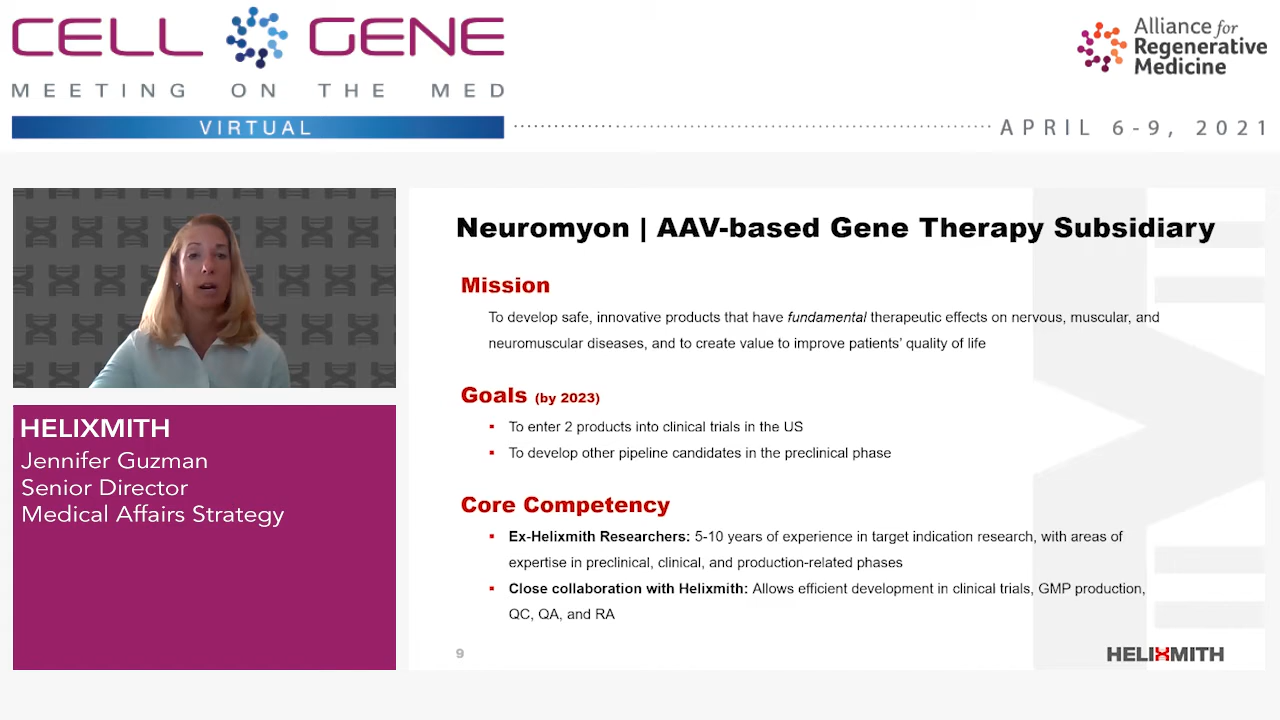 CELL GENE
MEETING ON THE MED
VIRTUAL
Alliance for
Regenerative
Medicine
APRIL 6-9, 2021
HELIXMITH
Jennifer Guzman
Senior Director
Medical Affairs Strategy
Neuromyon | AAV-based Gene Therapy Subsidiary
Mission
To develop safe, innovative products that have fundamental therapeutic effects on nervous, muscular, and
neuromuscular diseases, and to create value to improve patients’ quality of life
Goals (by 2023)
▪ To enter 2 products into clinical trials in the US
▪ To develop other pipeline candidates in the preclinical phase
Core Competency
▪ Ex-Helixmith Researchers: 5-10 years of experience in target indication research, with areas of
expertise in preclinical, clinical, and production-related phases
▪ Close collaboration with Helixmith: Allows efficient development in clinical trials, GMP production,
QC, QA, and RA
9
HELIXMITH